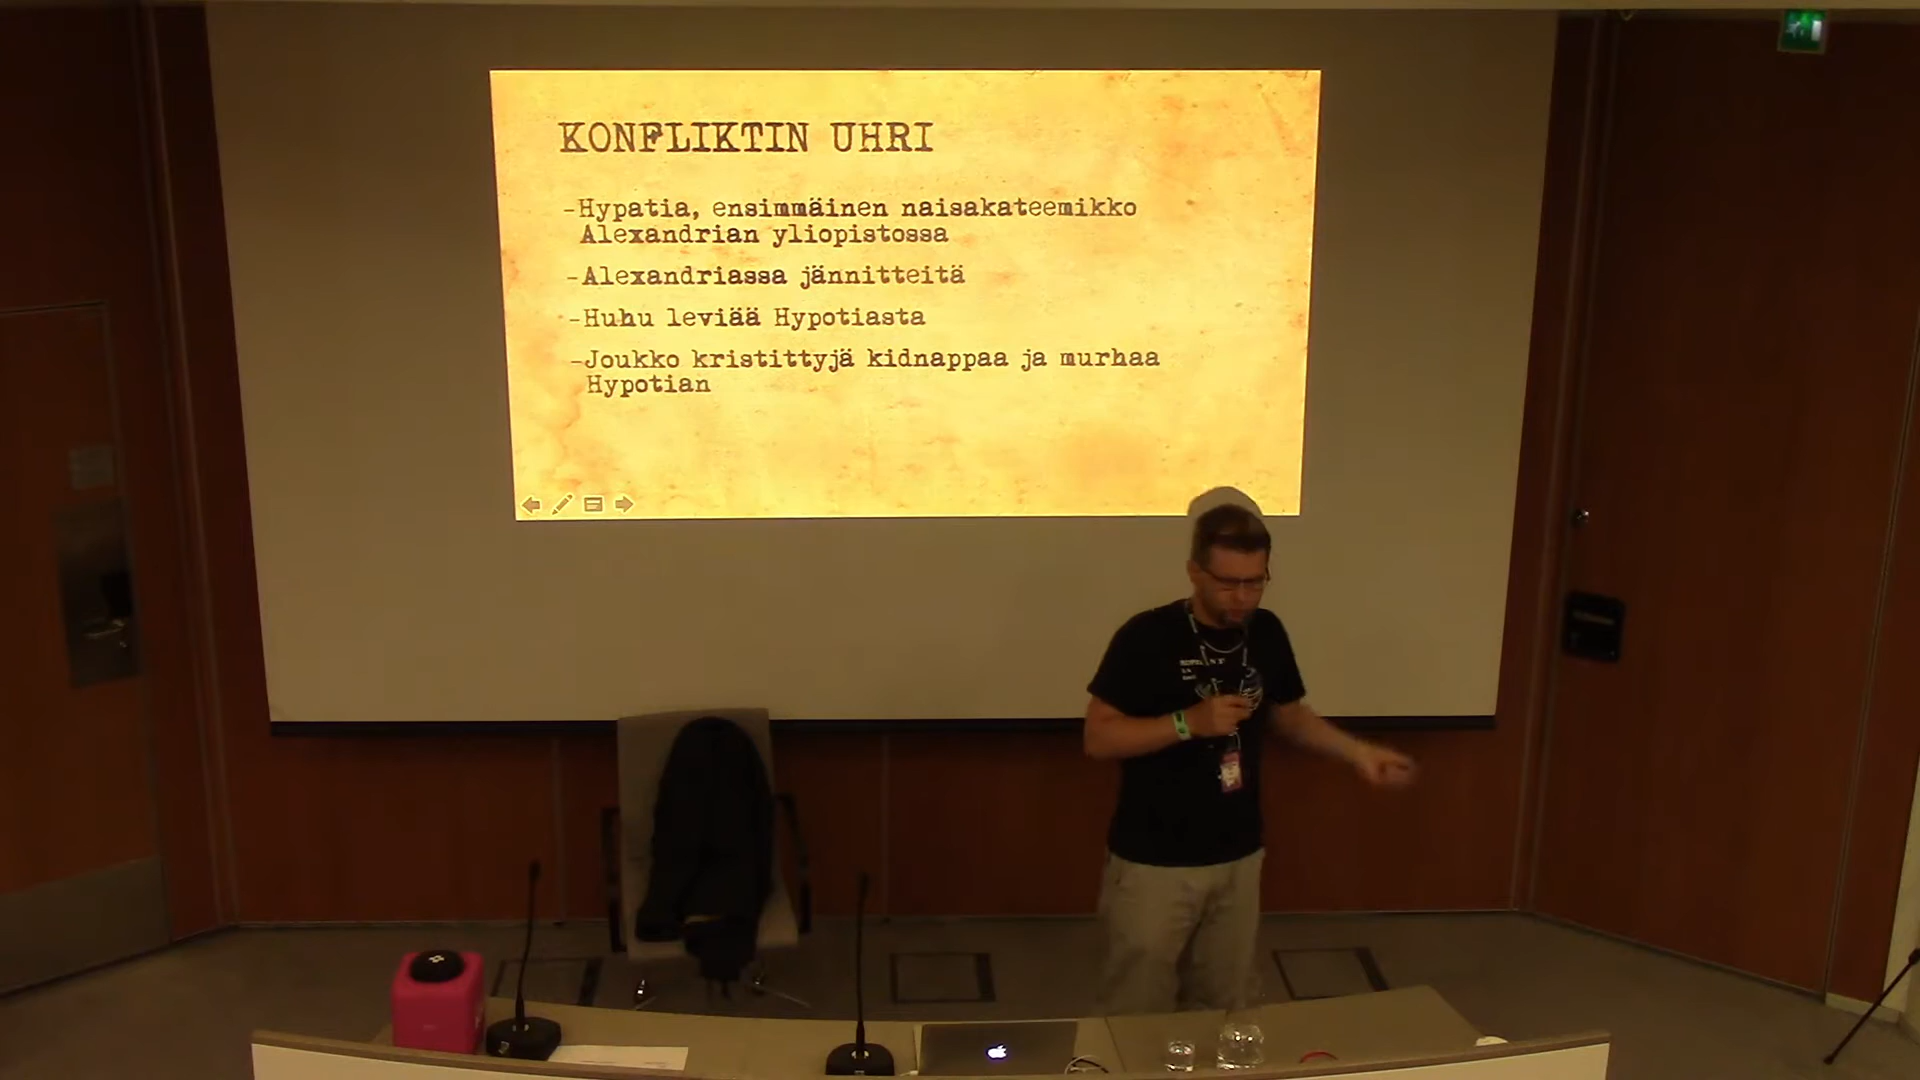 KONFLIKTIN UHRI
-Hypatia, ensimmäinen naisakateemikko
Alexandrian yliopistossa
-Alexandriassa jännitteitä
-Huhu leviää Hypotiasta
-Joukko kristittyjä kidnappaa ja murhaa
Hypotian